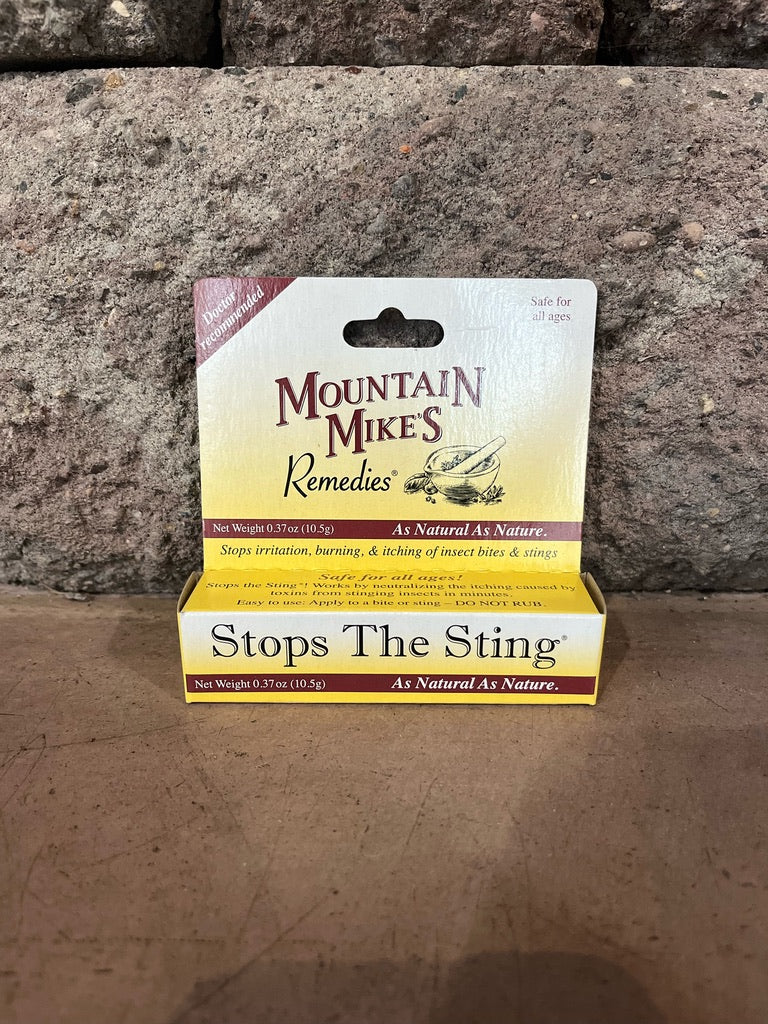 Doctor
recommended
Safe for
all ages
MOUNTAIN
MIKE'S
Remedies®
Net Weight 0.37 oz (10.5g) As Natural As Nature.
Stops irritation, burning, & itching of insect bites & stings
Safe for all ages!
Stops the Sting™! Works by neutralizing the itching caused by
toxins from stinging insects in minutes.
Easy to use: Apply to a bite or sting – DO NOT RUB.
Stops The Sting®
Net Weight 0.37 oz (10.5g) As Natural As Nature.